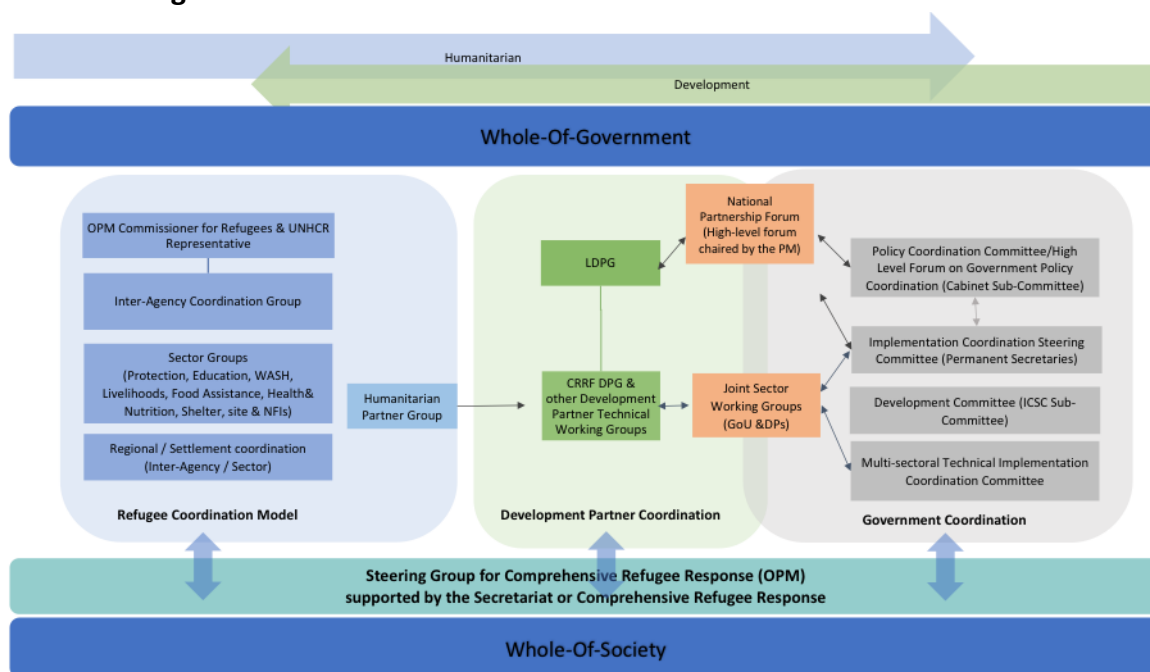 Humanitarian
Development
Whole-Of-Government
OPM Commissioner for Refugees & UNHCR
Representative
Inter-Agency Coordination Group
Sector Groups
(Protection, Education, WASH,
Livelihoods, Food Assistance, Health&
Nutrition, Shelter, site & NFIs)
Regional / Settlement coordination
(Inter-Agency / Sector)
Refugee Coordination Model
Humanitarian
Partner Group
LDPG
CRRF DPG &
other Development
Partner Technical
Working Groups
Development Partner Coordination
National
Partnership Forum
(High-level forum
chaired by the PM)
Joint Sector
Working Groups
(GoU &DPs)
Policy Coordination Committee/High
Level Forum on Government Policy
Coordination (Cabinet Sub-Committee)
Implementation Coordination Steering
Committee (Permanent Secretaries)
Development Committee (ICSC Sub-
Committee)
Multi-sectoral Technical Implementation
Coordination Committee
Government Coordination
Steering Group for Comprehensive Refugee Response (OPM)
supported by the Secretariat or Comprehensive Refugee Response
Whole-Of-Society